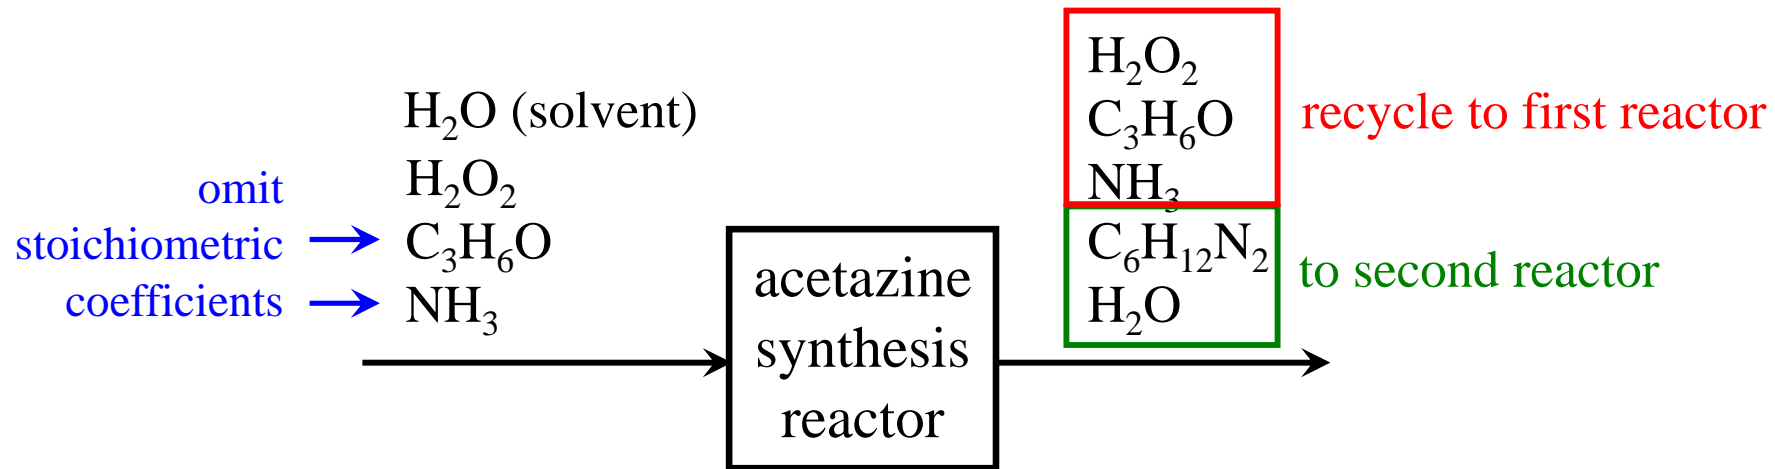 omit
stoichiometric
coefficients
H₂O (solvent)
H₂O₂
C₃H₆O
NH₃
acetazine
synthesis
reactor
H₂O₂
C₃H₆O
NH₃
recycle to first reactor
C₆H₁₂N₂
H₂O
to second reactor